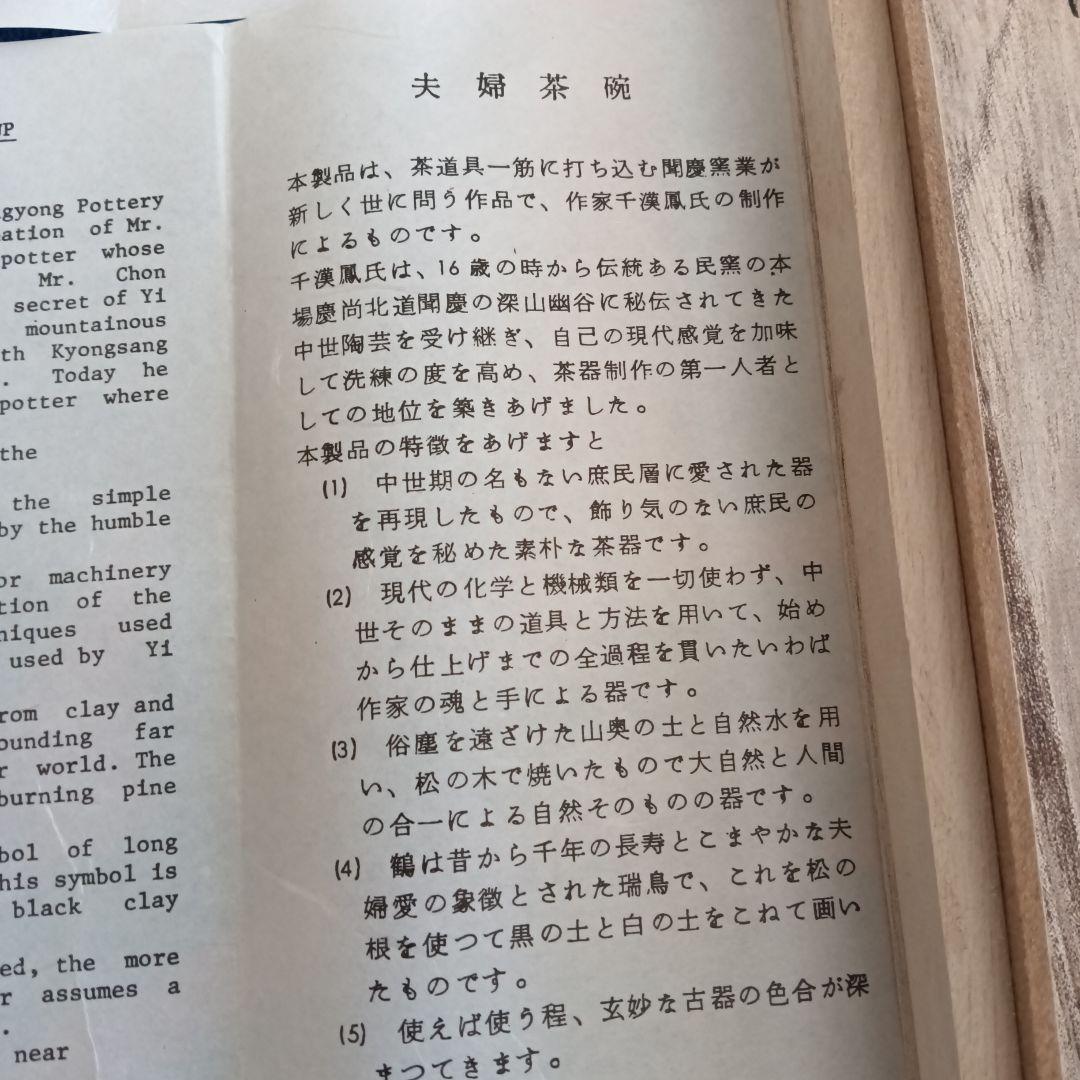 UP
gyong Pottery
ation of Mr.
potter whose
Mr. Chon
secret of Yi
mountainous
th Kyongsang
. Today he
potter where
the
the simple
by the humble
or machinery
tion of the
niques used
used by Yi
rom clay and
ounding far
r world. The
burning pine
bol of long
his symbol is
black clay
ed, the more
r assumes a
.
near
夫婦茶碗
本製品は、茶道具一筋に打ち込む聞慶窯業が
新しく世に問う作品で、作家千漢鳳氏の制作
によるものです。
千漢鳳氏は、16歳の時から伝統ある民窯の本
場慶尚北道聞慶の深山幽谷に秘伝されてきた
中世陶芸を受け継ぎ、自己の現代感覚を加味
して洗練の度を高め、茶器制作の第一人者と
しての地位を築きあげました。
本製品の特徴をあげますと
(1) 中世期の名もない庶民層に愛された器
を再現したもので、飾り気のない庶民の
感覚を秘めた素朴な茶器です。
(2) 現代の化学と機械類を一切使わず、中
世そのままの道具と方法を用いて、始め
から仕上げまでの全過程を貫いたいわば
作家の魂と手による器です。
(3) 俗塵を遠ざけた山奥の土と自然水を用
い、松の木で焼いたもので大自然と人間
の合一による自然そのものの器です。
(4) 鶴は昔から千年の長寿とこまやかな夫
婦愛の象徴とされた瑞鳥で、これを松の
根を使つて黒の土と白の土をこねて画い
たものです。
(5) 使えば使う程、玄妙な古器の色合が深
まつてきます。